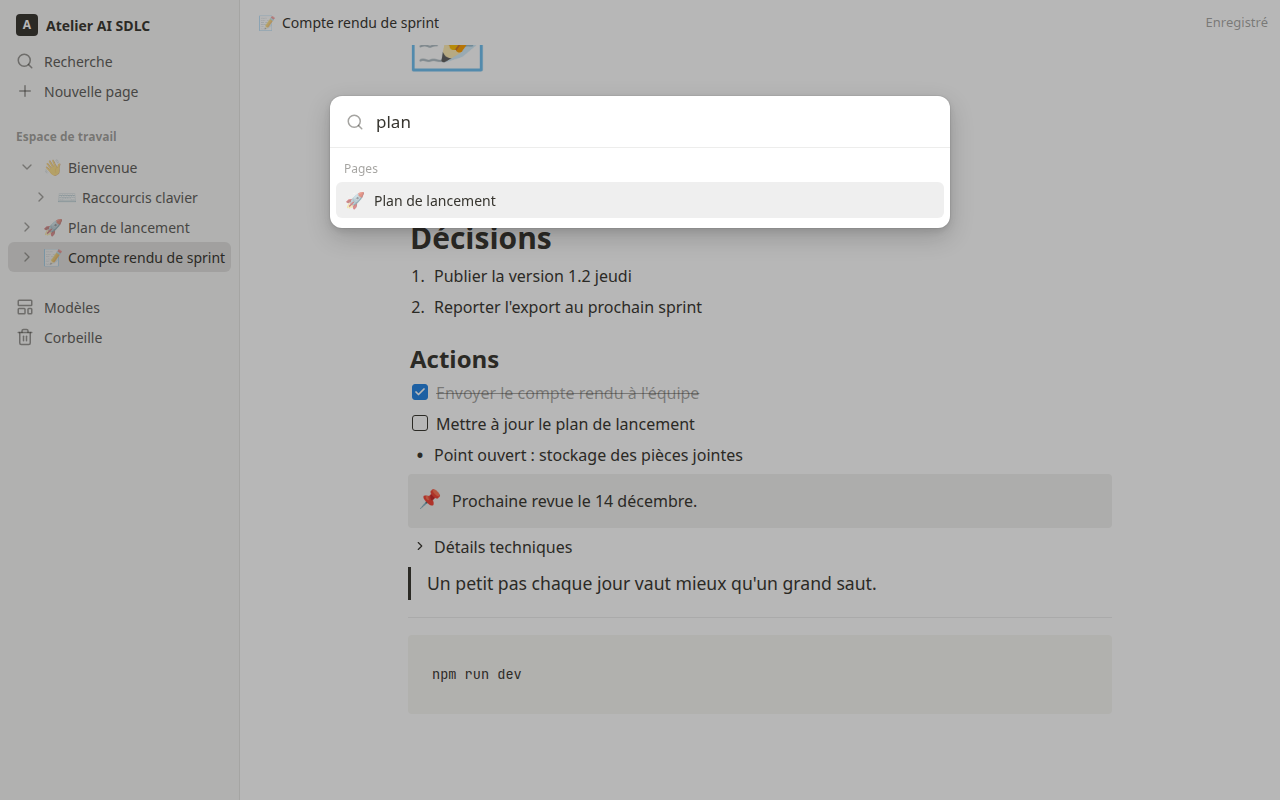 A Atelier AI SDLC
Recherche
Nouvelle page
Espace de travail
Bienvenue
Raccourcis clavier
Plan de lancement
Compte rendu de sprint
Modèles
Corbeille
Compte rendu de sprint
Enregistré
plan
Pages
Plan de lancement
Décisions
1. Publier la version 1.2 jeudi
2. Reporter l'export au prochain sprint
Actions
Envoyer le compte rendu à l'équipe
Mettre à jour le plan de lancement
• Point ouvert : stockage des pièces jointes
Prochaine revue le 14 décembre.
Détails techniques
Un petit pas chaque jour vaut mieux qu'un grand saut.
npm run dev